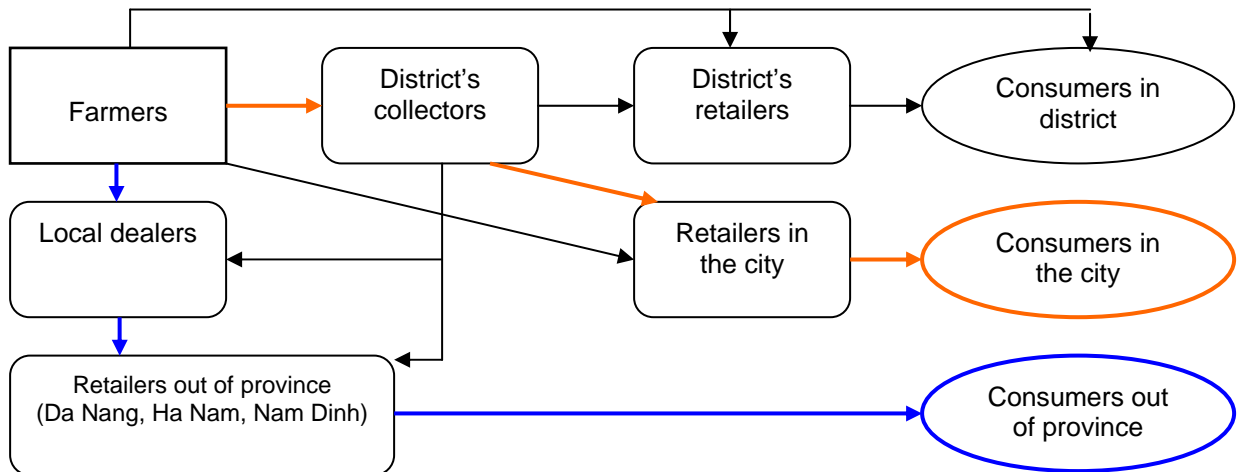 Farmers
District’s
collectors
District’s
retailers
Consumers in
district
Local dealers
Retailers in
the city
Consumers in
the city
Retailers out of province
(Da Nang, Ha Nam, Nam Dinh)
Consumers out
of province